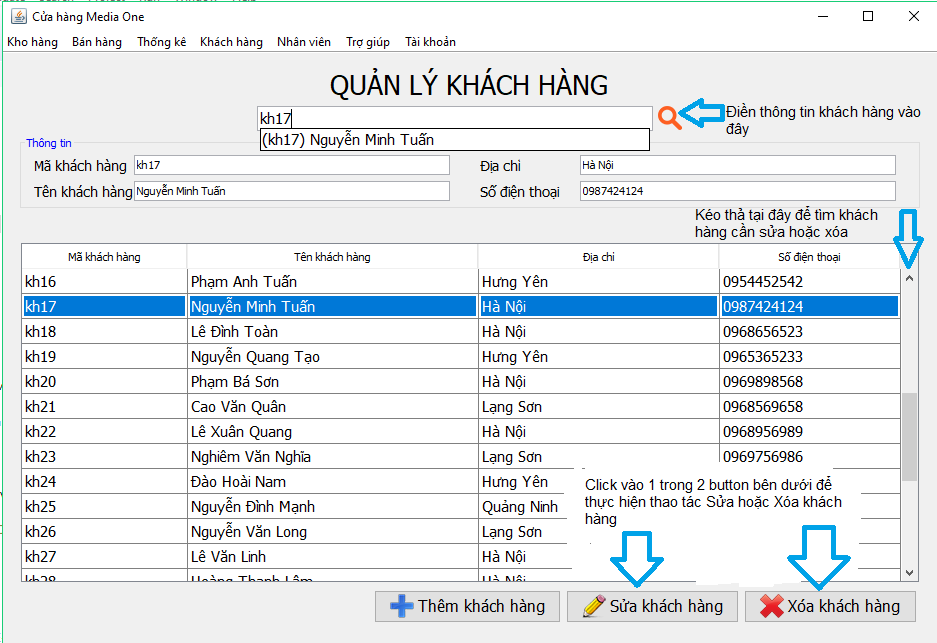 Cửa hàng Media One
Kho hàng Bán hàng Thống kê Khách hàng Nhân viên Trợ giúp Tài khoản
QUẢN LÝ KHÁCH HÀNG
kh17
Điền thông tin khách hàng vào
đây
(kh17) Nguyễn Minh Tuấn
Thông tin
Mã khách hàng kh17 Địa chỉ Hà Nội
Tên khách hàng Nguyễn Minh Tuấn Số điện thoại 0987424124
Kéo thả tại đây để tìm khách
hàng cần sửa hoặc xóa
Mã khách hàng Tên khách hàng Địa chỉ Số điện thoại
kh16 Phạm Anh Tuấn Hưng Yên 0954452542
kh17 Nguyễn Minh Tuấn Hà Nội 0987424124
kh18 Lê Đình Toàn Hà Nội 0968656523
kh19 Nguyễn Quang Tạo Hưng Yên 0965365233
kh20 Phạm Bá Sơn Hà Nội 0969898568
kh21 Cao Văn Quân Lạng Sơn 0968569658
kh22 Lê Xuân Quang Hà Nội 0968956989
kh23 Nghiêm Văn Nghĩa Lạng Sơn 0969756986
kh24 Đào Hoài Nam Hưng Yên
kh25 Nguyễn Đình Mạnh Quảng Ninh
kh26 Nguyễn Văn Long Lạng Sơn
kh27 Lê Văn Linh Hà Nội
kh28 Hoàng Thanh Lâm Hà Nội
Click vào 1 trong 2 button bên dưới để
thực hiện thao tác Sửa hoặc Xóa khách
hàng
Thêm khách hàng Sửa khách hàng Xóa khách hàng